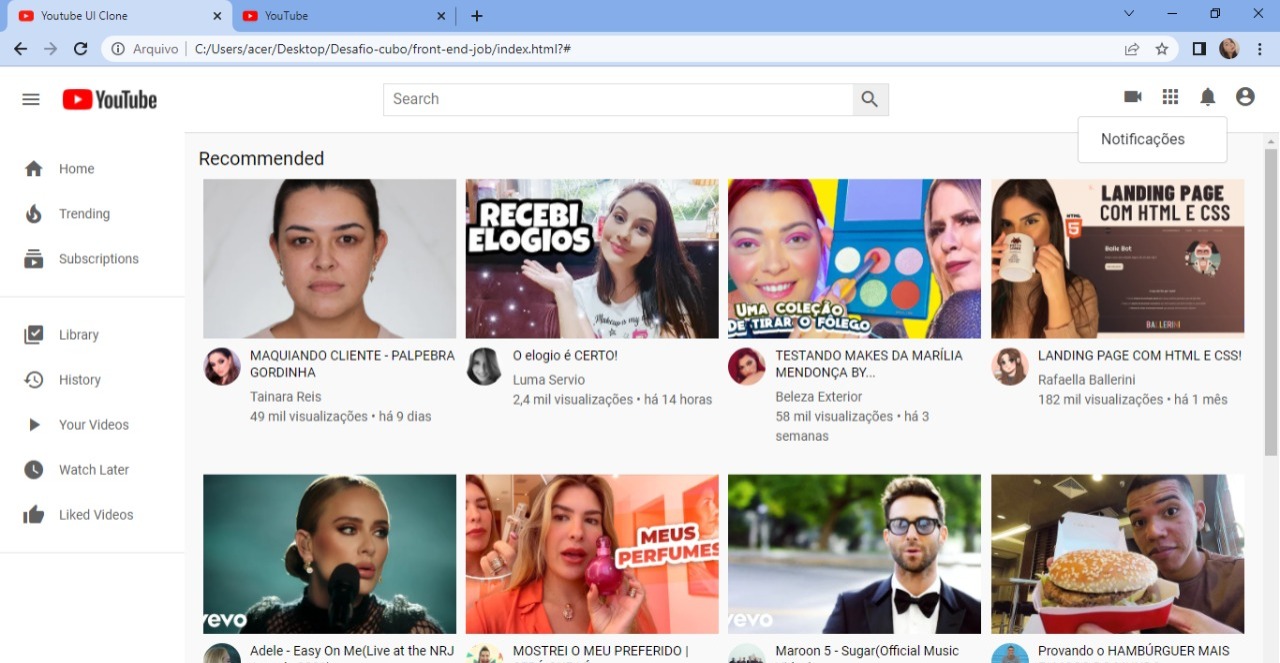 Youtube UI Clone
YouTube
Arquivo
C:/Users/acer/Desktop/Desafio-cubo/front-end-job/index.html?#
YouTube
Search
Notificações
Home
Trending
Subscriptions
Library
History
Your Videos
Watch Later
Liked Videos
Recommended
RECEBI
ELOGIOS
UMA COLEÇÃO
DE TIRAR O FÔLEGO
LANDING PAGE
COM HTML E CSS
HTML
5
BALLERINI
MAQUIANDO CLIENTE - PALPEBRA
GORDINHA
Tainara Reis
49 mil visualizações • há 9 dias
O elogio é CERTO!
Luma Servio
2,4 mil visualizações • há 14 horas
TESTANDO MAKES DA MARÍLIA
MENDONÇA BY...
Beleza Exterior
58 mil visualizações • há 3
semanas
LANDING PAGE COM HTML E CSS!
Rafaella Ballerini
182 mil visualizações • há 1 mês
vevo
MEUS
PERFUMES
vevo
Adele - Easy On Me(Live at the NRJ
MOSTREI O MEU PREFERIDO |
Maroon 5 - Sugar(Official Music
Provando o HAMBÚRGUER MAIS